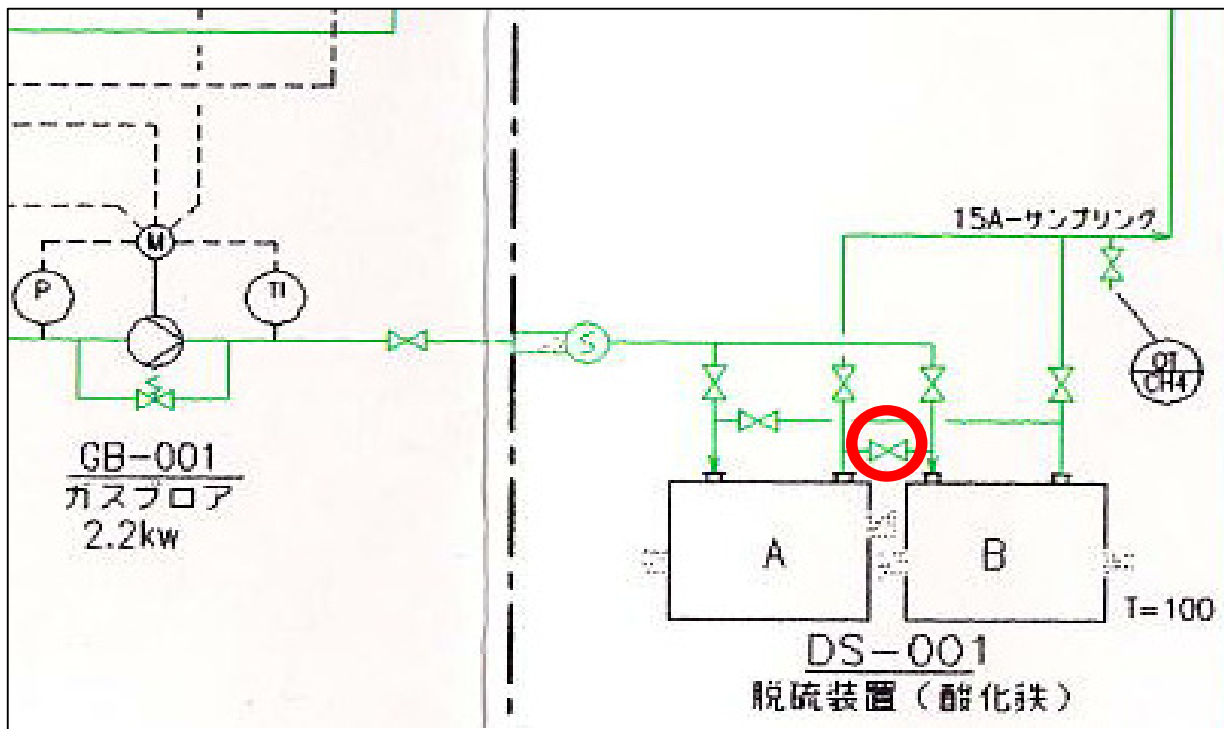 15A-サンプリング
M
P
TI
S
QI
CH4
GB-001
ガスブロア
2.2kw
A
B
T=100
DS-001
脱硫装置（酸化鉄）